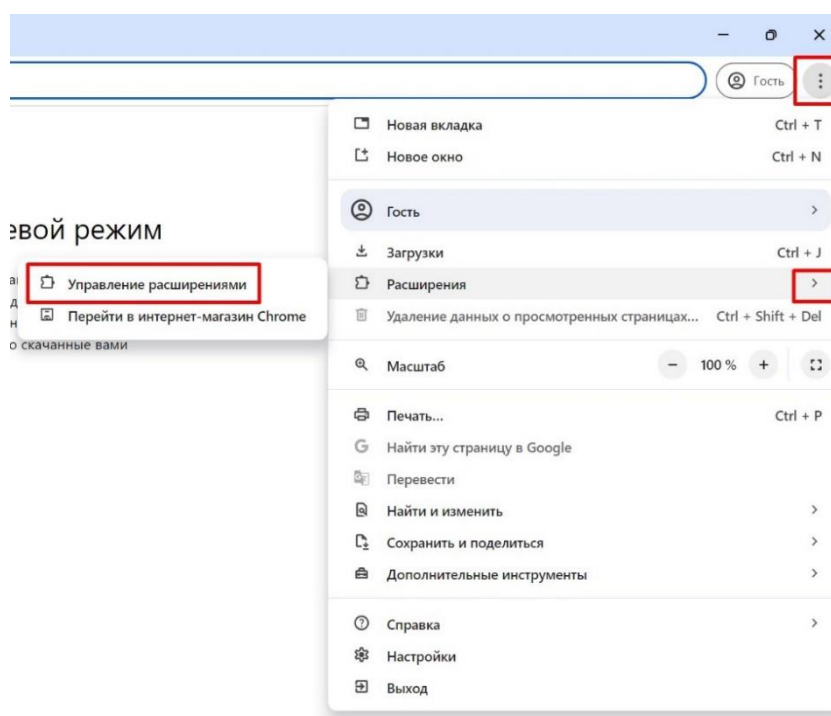 Гость
Новая вкладка Ctrl + T
Новое окно Ctrl + N
Гость
евой режим
Загрузки Ctrl + J
Управление расширениями
Расширения
Перейти в интернет-магазин Chrome
Удаление данных о просмотренных страницах... Ctrl + Shift + Del
о скачанные вами
Масштаб − 100 % +
Печать... Ctrl + P
G Найти эту страницу в Google
Перевести
Найти и изменить
Сохранить и поделиться
Дополнительные инструменты
Справка
Настройки
Выход